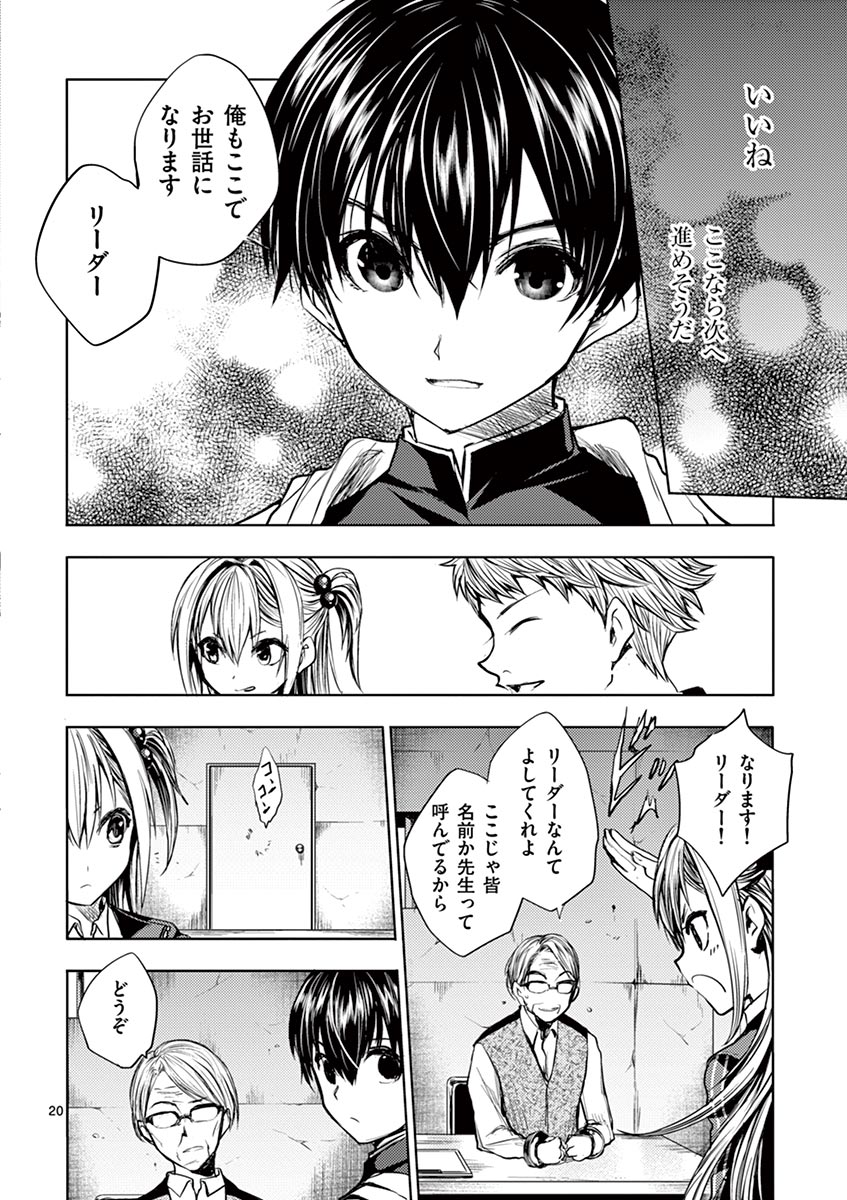 いいね
ここなら次へ
進めそうだ
俺もここで
お世話に
なります
リーダー
なります!
リーダー!
リーダーなんて
よしてくれよ
ここじゃ皆
名前か先生って
呼んでるから
コンコン
どうぞ
20